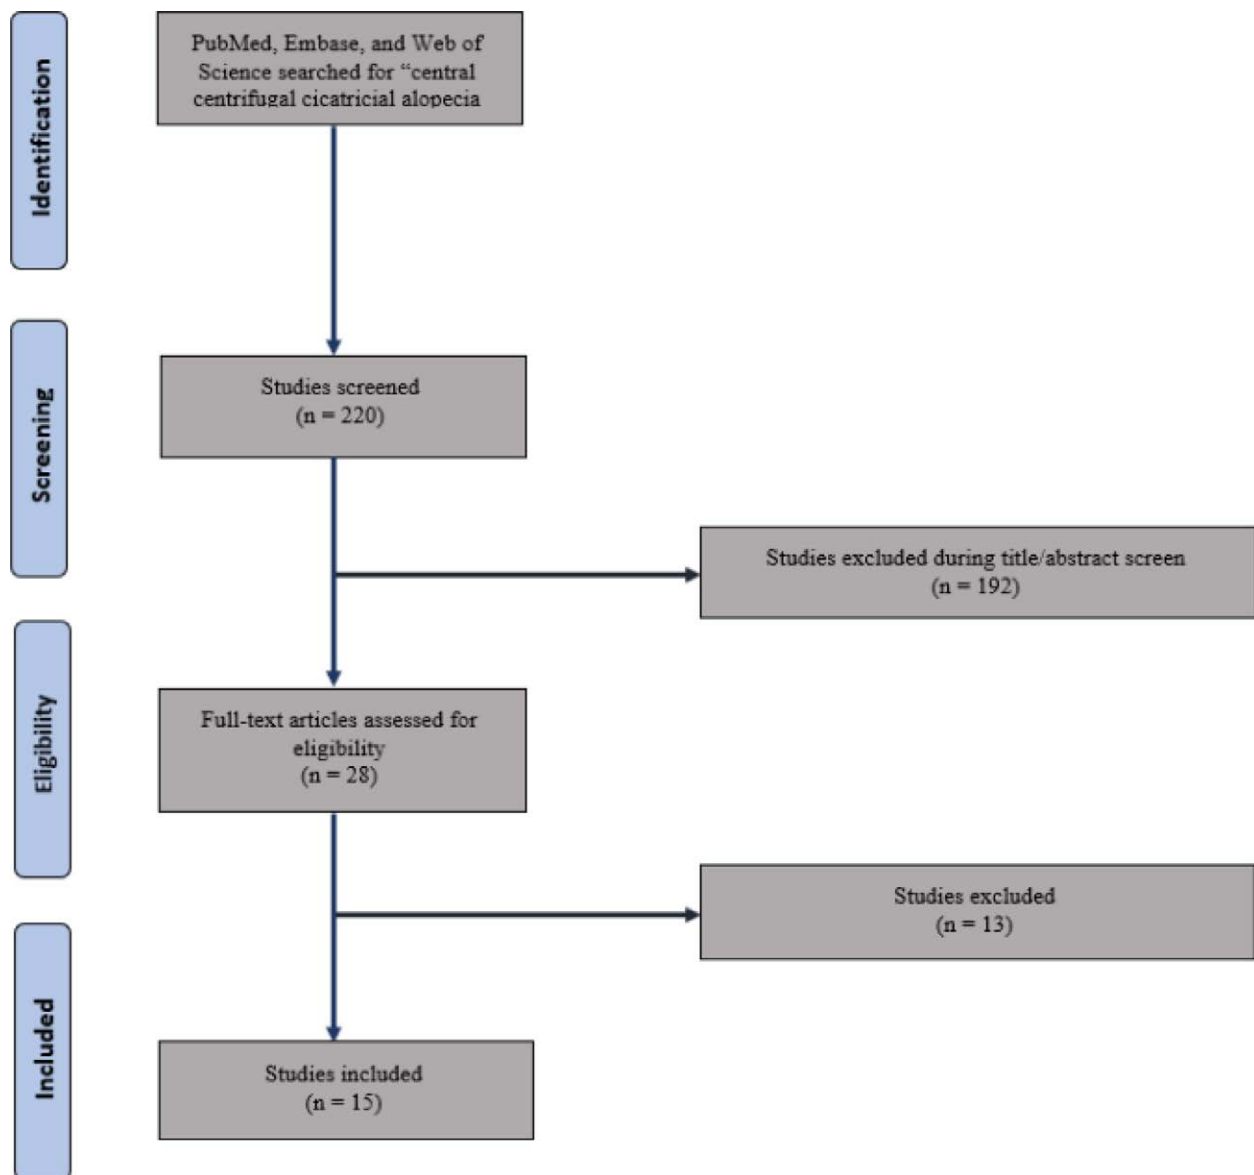 Identification
PubMed, Embase, and Web of
Science searched for “central
centrifugal cicatricial alopecia
Screening
Studies screened
(n = 220)
Studies excluded during title/abstract screen
(n = 192)
Eligibility
Full-text articles assessed for
eligibility
(n = 28)
Studies excluded
(n = 13)
Included
Studies included
(n = 15)